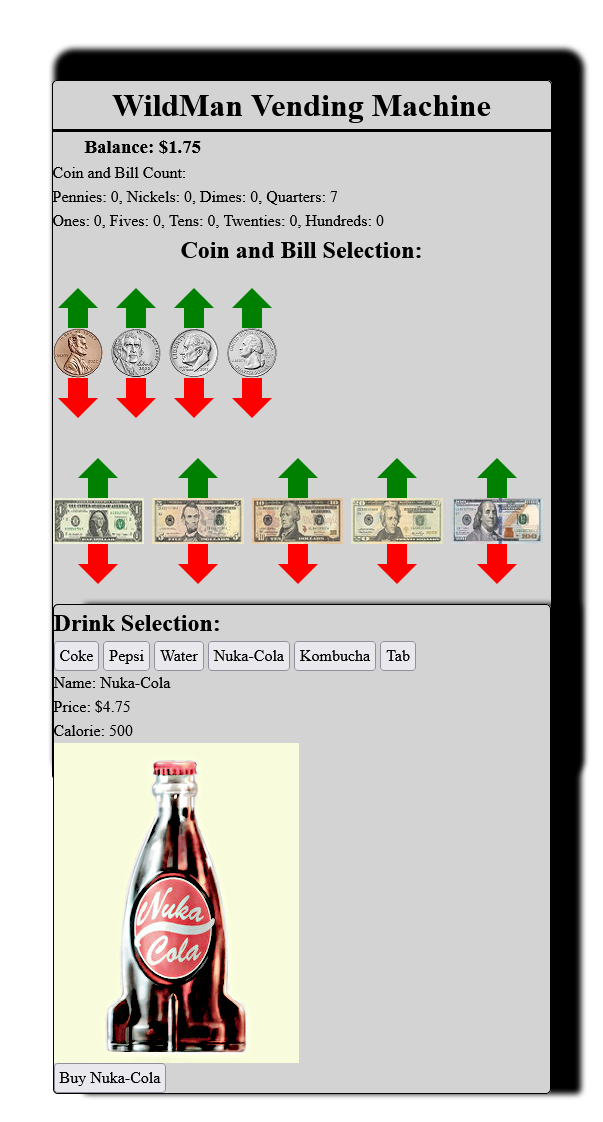 WildMan Vending Machine
Balance: $1.75
Coin and Bill Count:
Pennies: 0, Nickels: 0, Dimes: 0, Quarters: 7
Ones: 0, Fives: 0, Tens: 0, Twenties: 0, Hundreds: 0
Coin and Bill Selection:
Drink Selection:
Coke Pepsi Water Nuka-Cola Kombucha Tab
Name: Nuka-Cola
Price: $4.75
Calorie: 500
Nuka
Cola
Buy Nuka-Cola